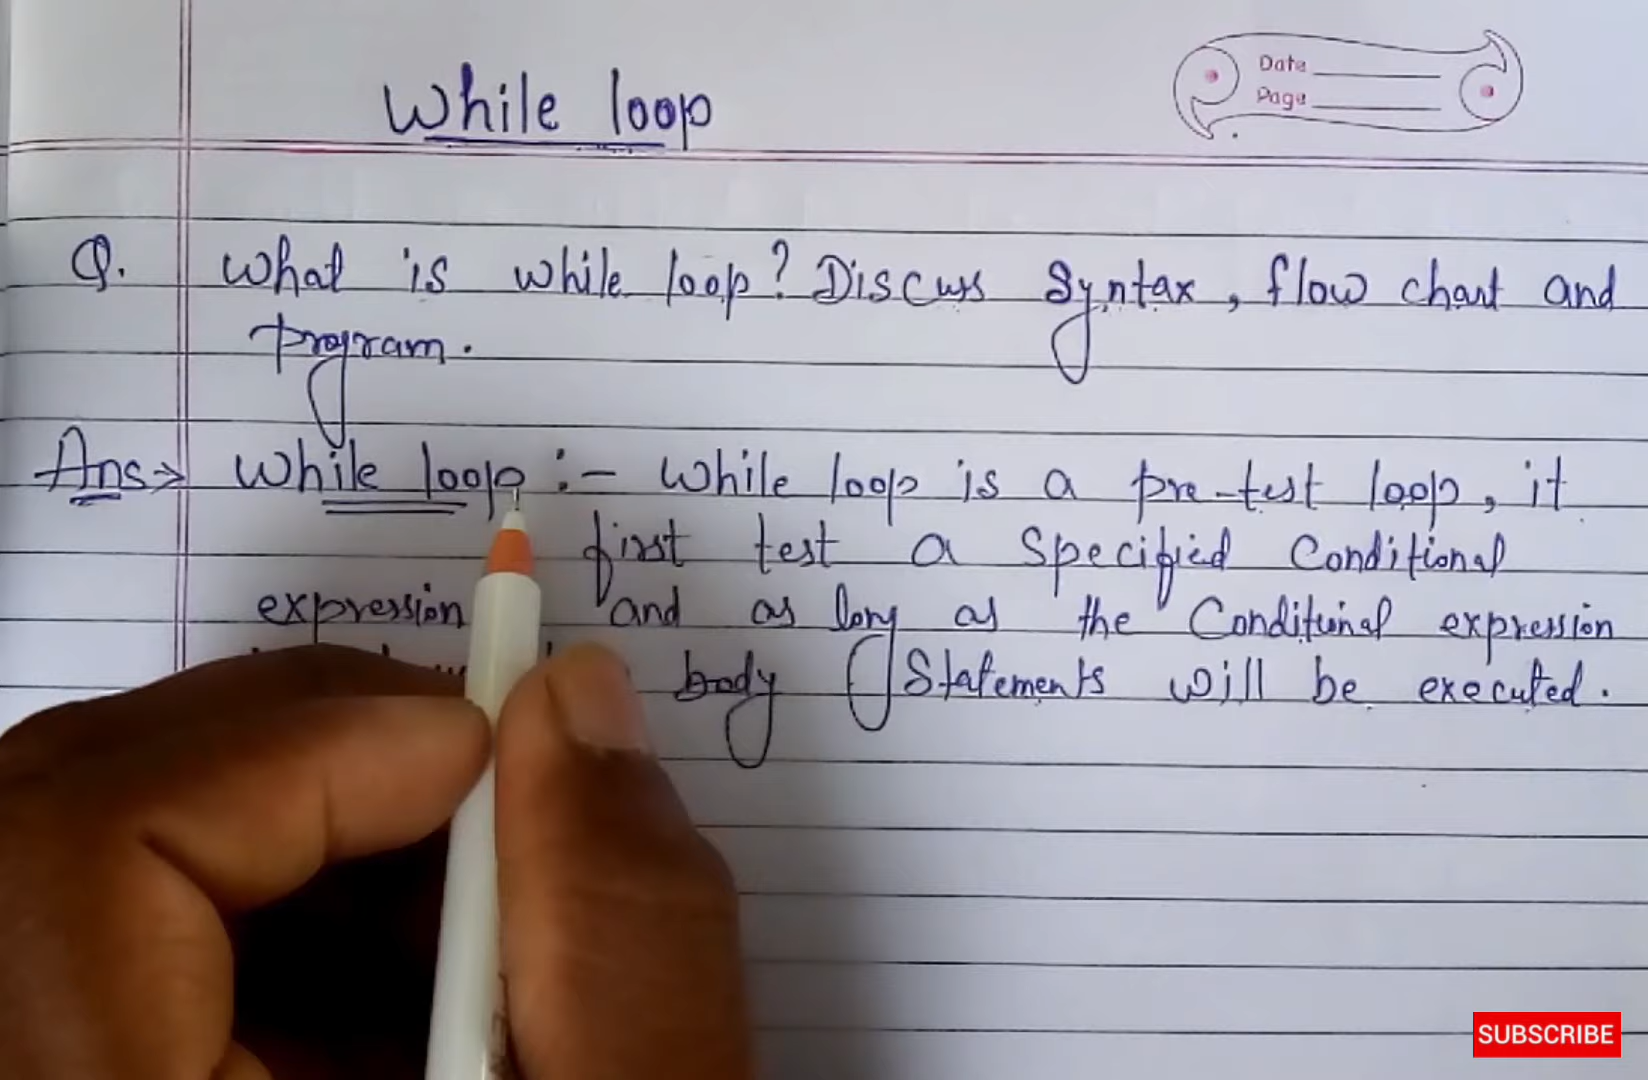 While loop
Date
Page
Q. What is while loop? Discuss Syntax, flow chart and
program.
Ans⇒ While loop :- While loop is a pre-test loop, it
first test a Specified Conditional
expression and as long as the Conditional expression
body Statements will be executed.
SUBSCRIBE